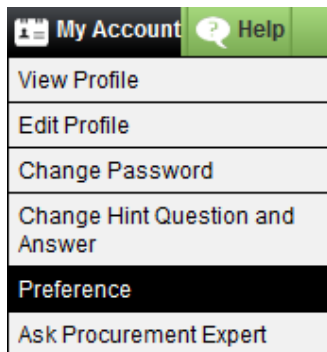 My Account Help
View Profile
Edit Profile
Change Password
Change Hint Question and
Answer
Preference
Ask Procurement Expert